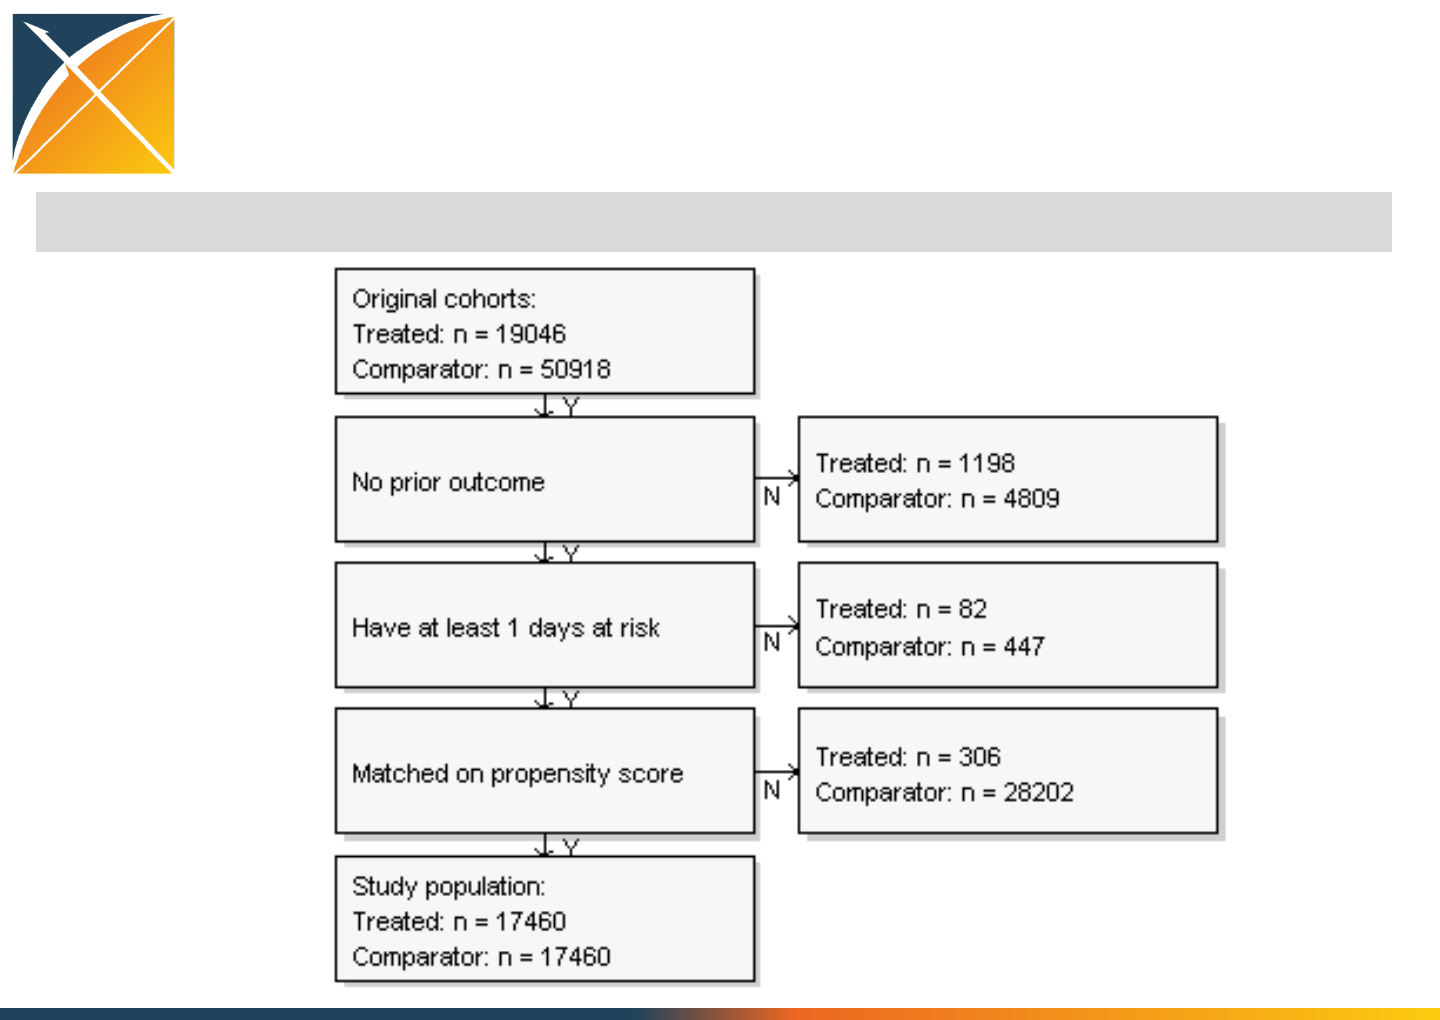 Original cohorts:
Treated: n = 19046
Comparator: n = 50918
Y
No prior outcome
N
Treated: n = 1198
Comparator: n = 4809
Y
Have at least 1 days at risk
N
Treated: n = 82
Comparator: n = 447
Y
Matched on propensity score
N
Treated: n = 306
Comparator: n = 28202
Y
Study population:
Treated: n = 17460
Comparator: n = 17460